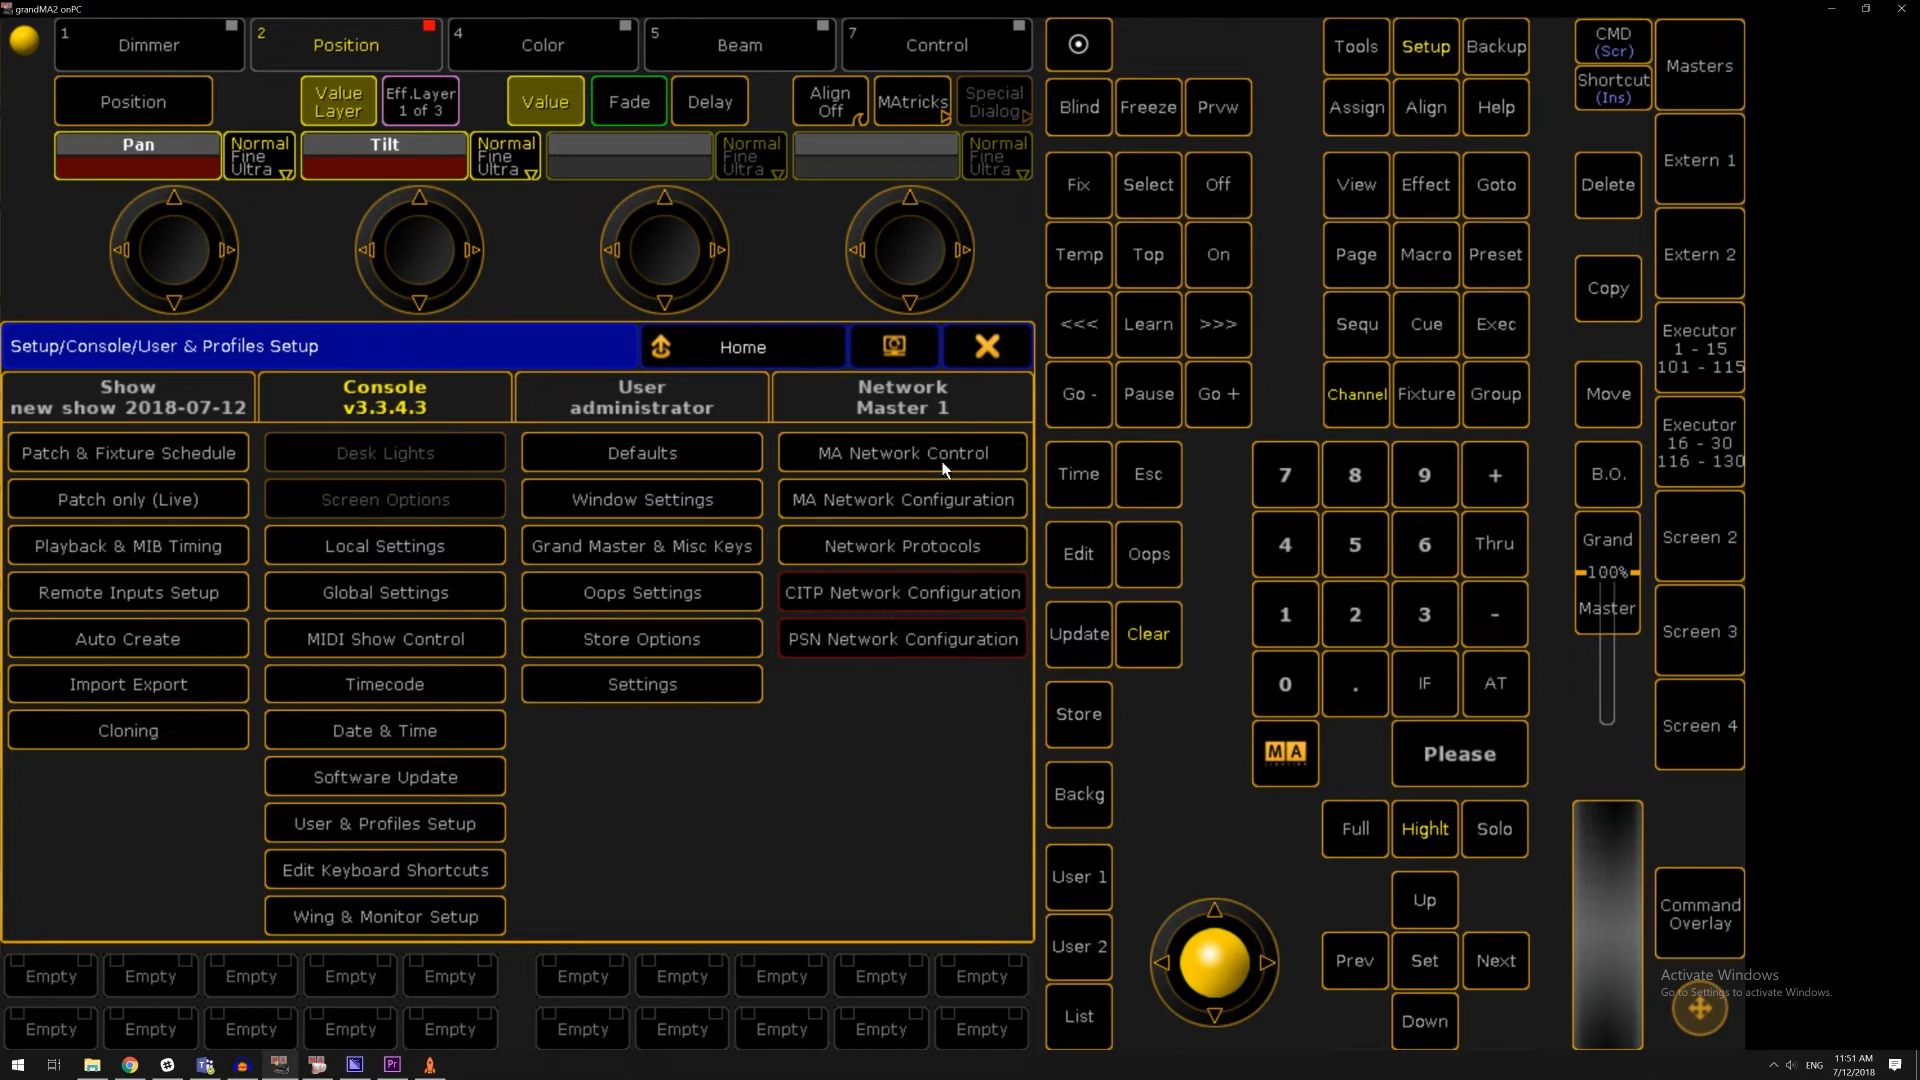 grandMA2 onPC
1 Dimmer
2 Position
4 Color
5 Beam
7 Control
Position
Value
Layer
Eff.Layer
1 of 3
Value
Fade
Delay
Align
Off
MAtricks
Special
Dialog
Pan
Normal
Fine
Ultra
Tilt
Normal
Fine
Ultra
Normal
Fine
Ultra
Normal
Fine
Ultra
Setup/Console/User & Profiles Setup
Home
Show
new show 2018-07-12
Console
v3.3.4.3
User
administrator
Network
Master 1
Patch & Fixture Schedule
Desk Lights
Defaults
MA Network Control
Patch only (Live)
Screen Options
Window Settings
MA Network Configuration
Playback & MIB Timing
Local Settings
Grand Master & Misc Keys
Network Protocols
Remote Inputs Setup
Global Settings
Oops Settings
CITP Network Configuration
Auto Create
MIDI Show Control
Store Options
PSN Network Configuration
Import Export
Timecode
Settings
Cloning
Date & Time
Software Update
User & Profiles Setup
Edit Keyboard Shortcuts
Wing & Monitor Setup
Empty Empty Empty Empty Empty Empty Empty Empty Empty Empty
Empty Empty Empty Empty Empty Empty Empty Empty Empty Empty
Blind Freeze Prvw
Fix Select Off
Temp Top On
<<< Learn >>>
Go - Pause Go +
Time Esc
Edit Oops
Update Clear
Store
Backg
User 1
User 2
List
Tools Setup Backup
Assign Align Help
View Effect Goto
Page Macro Preset
Sequ Cue Exec
Channel Fixture Group
7 8 9 +
4 5 6 Thru
1 2 3 -
0 . IF AT
MA
LIGHTING
Please
Full Highlt Solo
Up
Prev Set Next
Down
CMD
(Scr)
Shortcut
(Ins)
Delete
Copy
Move
B.O.
Grand
100%
Master
Masters
Extern 1
Extern 2
Executor
1 - 15
101 - 115
Executor
16 - 30
116 - 130
Screen 2
Screen 3
Screen 4
Command
Overlay
Activate Windows
Go to Settings to activate Windows.
Pr
ENG
11:51 AM
7/12/2018